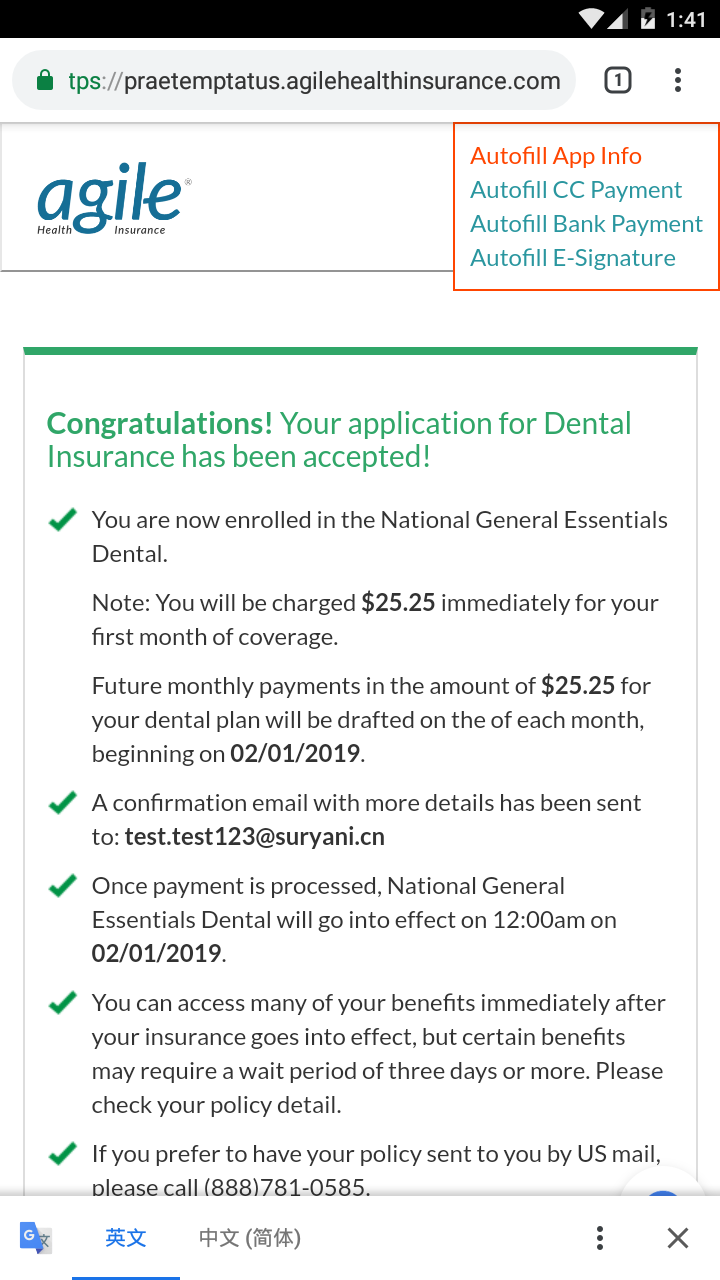 1:41
tps://praetemptatus.agilehealthinsurance.com
1
Autofill App Info
Autofill CC Payment
Autofill Bank Payment
Autofill E-Signature
agile®
Health Insurance
Congratulations! Your application for Dental
Insurance has been accepted!
You are now enrolled in the National General Essentials
Dental.
Note: You will be charged $25.25 immediately for your
first month of coverage.
Future monthly payments in the amount of $25.25 for
your dental plan will be drafted on the of each month,
beginning on 02/01/2019.
A confirmation email with more details has been sent
to: test.test123@suryani.cn
Once payment is processed, National General
Essentials Dental will go into effect on 12:00am on
02/01/2019.
You can access many of your benefits immediately after
your insurance goes into effect, but certain benefits
may require a wait period of three days or more. Please
check your policy detail.
If you prefer to have your policy sent to you by US mail,
please call (888)781-0585.
G 文
英文
中文 (简体)